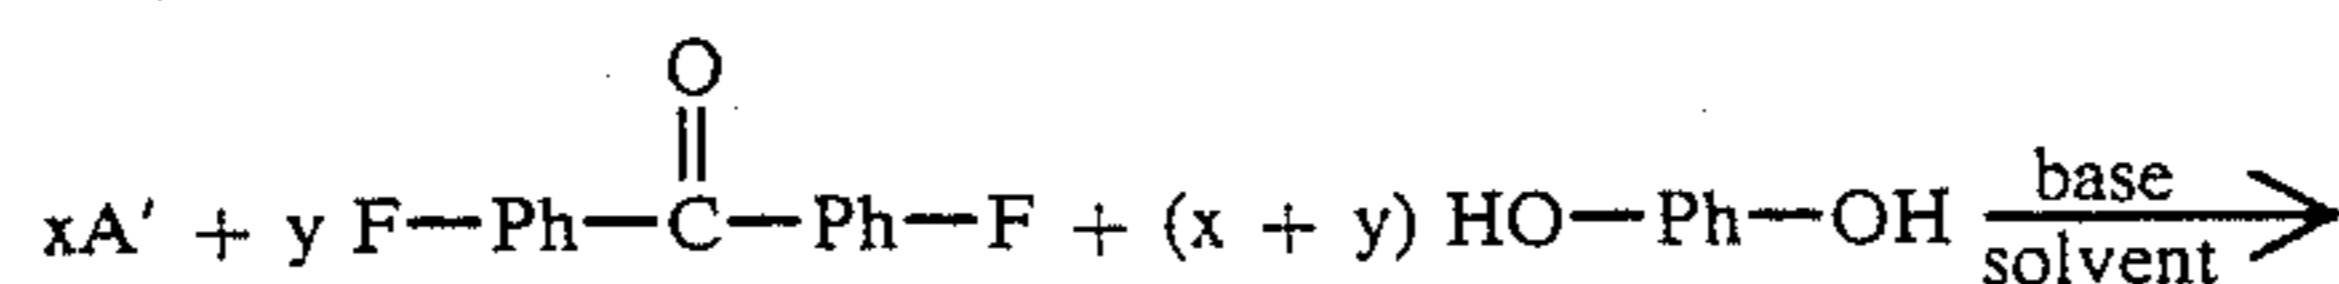 O
xA' + y F—Ph—C—Ph—F + (x + y) HO—Ph—OH
base
solvent